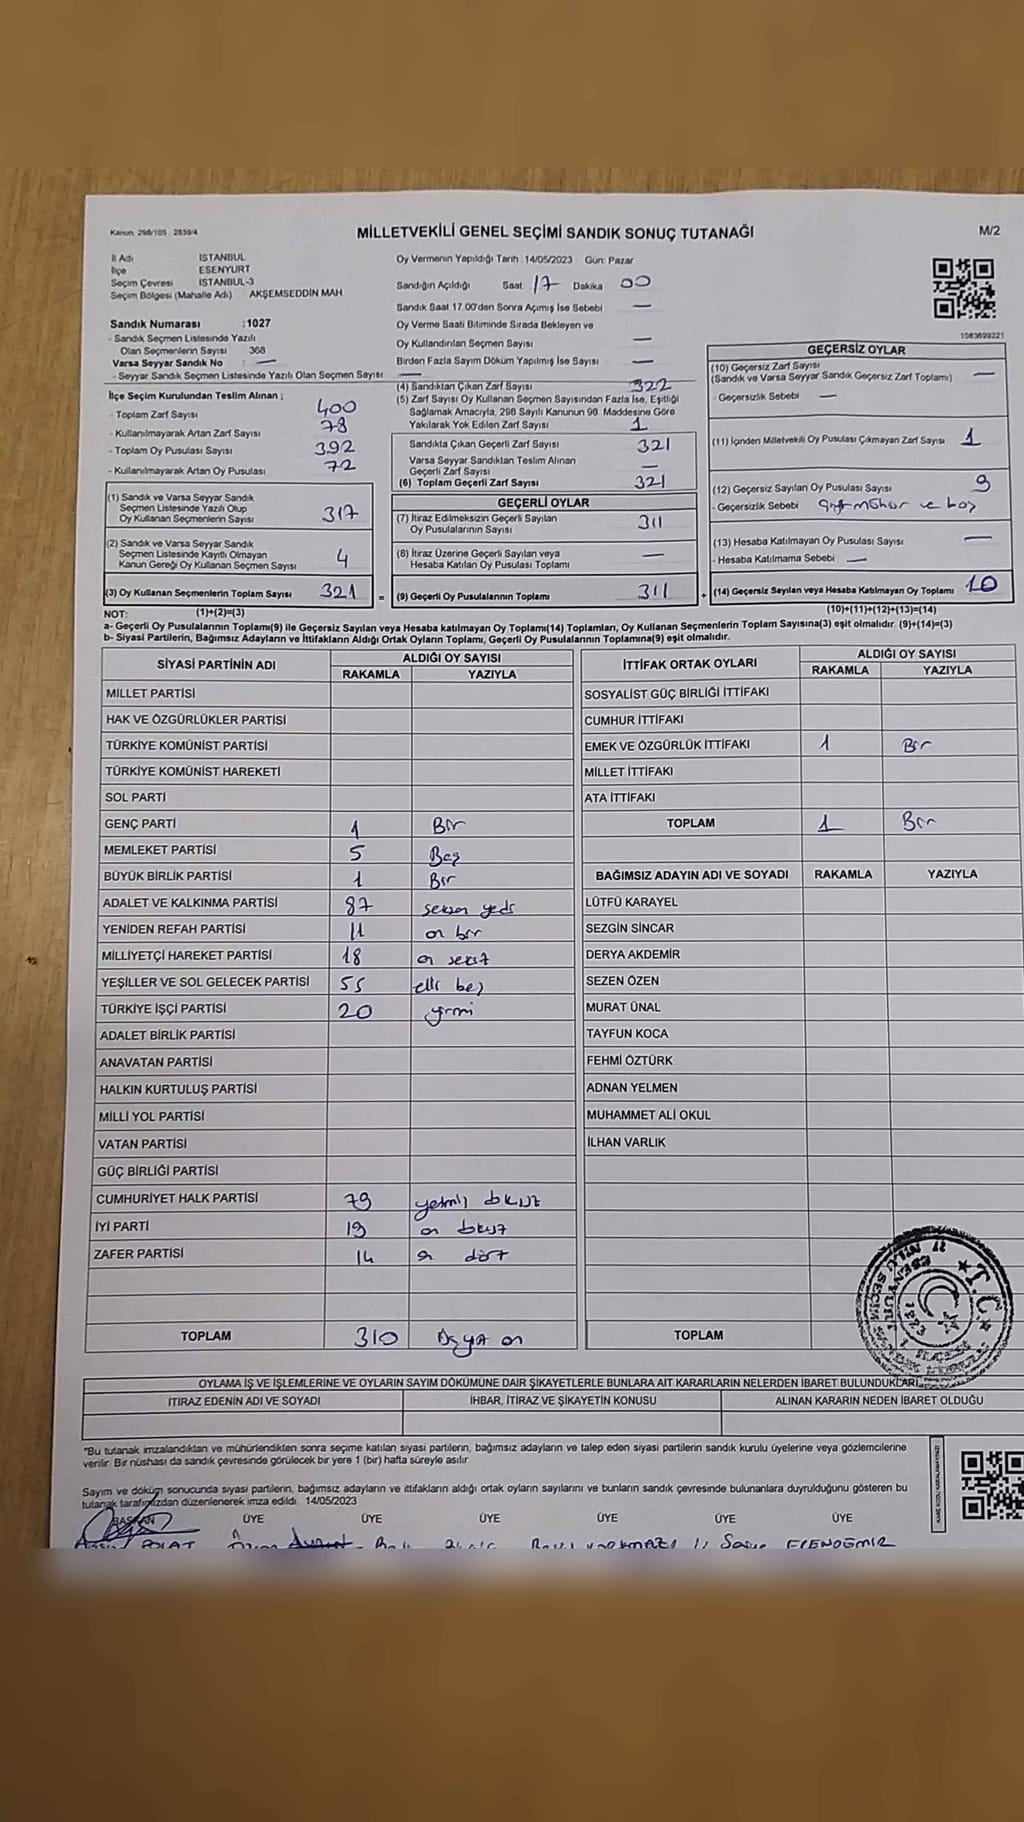 Kanun. 298/105 2839/4
MİLLETVEKİLİ GENEL SEÇİMİ SANDIK SONUÇ TUTANAĞI
M/2
İl Adı İSTANBUL
İlçe ESENYURT
Seçim Çevresi İSTANBUL-3
Seçim Bölgesi (Mahalle Adı) AKŞEMSEDDİN MAH
Sandık Numarası : 1027
- Sandık Seçmen Listesinde Yazılı
Olan Seçmenlerin Sayısı 368
Varsa Seyyar Sandık No : —
- Seyyar Sandık Seçmen Listesinde Yazılı Olan Seçmen Sayısı : —
İlçe Seçim Kurulundan Teslim Alınan ;
- Toplam Zarf Sayısı 400
- Kullanılmayarak Artan Zarf Sayısı 78
- Toplam Oy Pusulası Sayısı 392
- Kullanılmayarak Artan Oy Pusulası 72
(1) Sandık ve Varsa Seyyar Sandık
Seçmen Listesinde Yazılı Olup
Oy Kullanan Seçmenlerin Sayısı 317
(2) Sandık ve Varsa Seyyar Sandık
Seçmen Listesinde Kayıtlı Olmayan
Kanun Gereği Oy Kullanan Seçmen Sayısı 4
(3) Oy Kullanan Seçmenlerin Toplam Sayısı 321 =
Oy Vermenin Yapıldığı Tarih 14/05/2023 Gün: Pazar
Sandığın Açıldığı Saat 17 Dakika 00
Sandık Saat 17.00'den Sonra Açımış İse Sebebi —
Oy Verme Saati Bitiminde Sırada Bekleyen ve
Oy Kullandırılan Seçmen Sayısı —
Birden Fazla Sayım Döküm Yapılmış İse Sayısı —
(4) Sandıktan Çıkan Zarf Sayısı 322
(5) Zarf Sayısı Oy Kullanan Seçmen Sayısından Fazla İse, Eşitliği
Sağlamak Amacıyla, 298 Sayılı Kanunun 98. Maddesine Göre
Yakılarak Yok Edilen Zarf Sayısı 1
Sandıkta Çıkan Geçerli Zarf Sayısı 321
Varsa Seyyar Sandıktan Teslim Alınan
Geçerli Zarf Sayısı —
(6) Toplam Geçerli Zarf Sayısı 321
GEÇERLİ OYLAR
(7) İtiraz Edilmeksizin Geçerli Sayılan
Oy Pusulalarının Sayısı 311
(8) İtiraz Üzerine Geçerli Sayılan veya
Hesaba Katılan Oy Pusulası Toplamı —
(9) Geçerli Oy Pusulalarının Toplamı 311 +
1083699221
GEÇERSİZ OYLAR
(10) Geçersiz Zarf Sayısı
(Sandık ve Varsa Seyyar Sandık Geçersiz Zarf Toplamı) —
- Geçersizlik Sebebi —
(11) İçinden Milletvekili Oy Pusulası Çıkmayan Zarf Sayısı 1
(12) Geçersiz Sayılan Oy Pusulası Sayısı 9
- Geçersizlik Sebebi Çift mühür ve boş
(13) Hesaba Katılmayan Oy Pusulası Sayısı —
- Hesaba Katılmama Sebebi —
(14) Geçersiz Sayılan veya Hesaba Katılmayan Oy Toplamı 10
NOT: (1)+(2)=(3)
(10)+(11)+(12)+(13)=(14)
a- Geçerli Oy Pusulalarının Toplamı(9) ile Geçersiz Sayılan veya Hesaba katılmayan Oy Toplamı(14) Toplamları, Oy Kullanan Seçmenlerin Toplam Sayısına(3) eşit olmalıdır. (9)+(14)=(3)
b- Siyasi Partilerin, Bağımsız Adayların ve İttifakların Aldığı Ortak Oyların Toplamı, Geçerli Oy Pusulalarının Toplamına(9) eşit olmalıdır.
SİYASİ PARTİNİN ADI ALDIĞI OY SAYISI
RAKAMLA YAZIYLA
MİLLET PARTİSİ
HAK VE ÖZGÜRLÜKLER PARTİSİ
TÜRKİYE KOMÜNİST PARTİSİ
TÜRKİYE KOMÜNİST HAREKETİ
SOL PARTİ
GENÇ PARTİ 1 Bir
MEMLEKET PARTİSİ 5 Beş
BÜYÜK BİRLİK PARTİSİ 1 Bir
ADALET VE KALKINMA PARTİSİ 87 seksen yedi
YENİDEN REFAH PARTİSİ 11 on bir
MİLLİYETÇİ HAREKET PARTİSİ 18 on sekiz
YEŞİLLER VE SOL GELECEK PARTİSİ 55 elli beş
TÜRKİYE İŞÇİ PARTİSİ 20 yirmi
ADALET BİRLİK PARTİSİ
ANAVATAN PARTİSİ
HALKIN KURTULUŞ PARTİSİ
MİLLİ YOL PARTİSİ
VATAN PARTİSİ
GÜÇ BİRLİĞİ PARTİSİ
CUMHURİYET HALK PARTİSİ 79 yetmiş dokuz
İYİ PARTİ 19 on dokuz
ZAFER PARTİSİ 14 on dört
TOPLAM 310 Üçyüz on
İTTİFAK ORTAK OYLARI ALDIĞI OY SAYISI
RAKAMLA YAZIYLA
SOSYALİST GÜÇ BİRLİĞİ İTTİFAKI
CUMHUR İTTİFAKI
EMEK VE ÖZGÜRLÜK İTTİFAKI 1 Bir
MİLLET İTTİFAKI
ATA İTTİFAKI
TOPLAM 1 Bir
BAĞIMSIZ ADAYIN ADI VE SOYADI RAKAMLA YAZIYLA
LÜTFÜ KARAYEL
SEZGİN SİNCAR
DERYA AKDEMİR
SEZEN ÖZEN
MURAT ÜNAL
TAYFUN KOCA
FEHMİ ÖZTÜRK
ADNAN YELMEN
MUHAMMET ALİ OKUL
İLHAN VARLIK
TOPLAM
T.C.
ESENYURT
OYLAMA İŞ VE İŞLEMLERİNE VE OYLARIN SAYIM DÖKÜMÜNE DAİR ŞİKAYETLERLE BUNLARA AİT KARARLARIN NELERDEN İBARET BULUNDUKLARI
İTİRAZ EDENİN ADI VE SOYADI İHBAR, İTİRAZ VE ŞİKAYETİN KONUSU ALINAN KARARIN NEDEN İBARET OLDUĞU
*Bu tutanak imzalandıktan ve mühürlendikten sonra seçime katılan siyasi partilerin, bağımsız adayların ve talep eden siyasi partilerin sandık kurulu üyelerine veya gözlemcilerine
verilir. Bir nüshası da sandık çevresinde görülecek bir yere 1 (bir) hafta süreyle asılır.
Sayım ve döküm sonucunda siyasi partilerin, bağımsız adayların ve ittifakların aldığı ortak oyların sayılarını ve bunların sandık çevresinde bulunanlara duyrulduğunu gösteren bu
tutanak tarafımızdan düzenlenerek imza edildi. 14/05/2023
BAŞKAN ÜYE ÜYE ÜYE ÜYE ÜYE ÜYE
POLAT